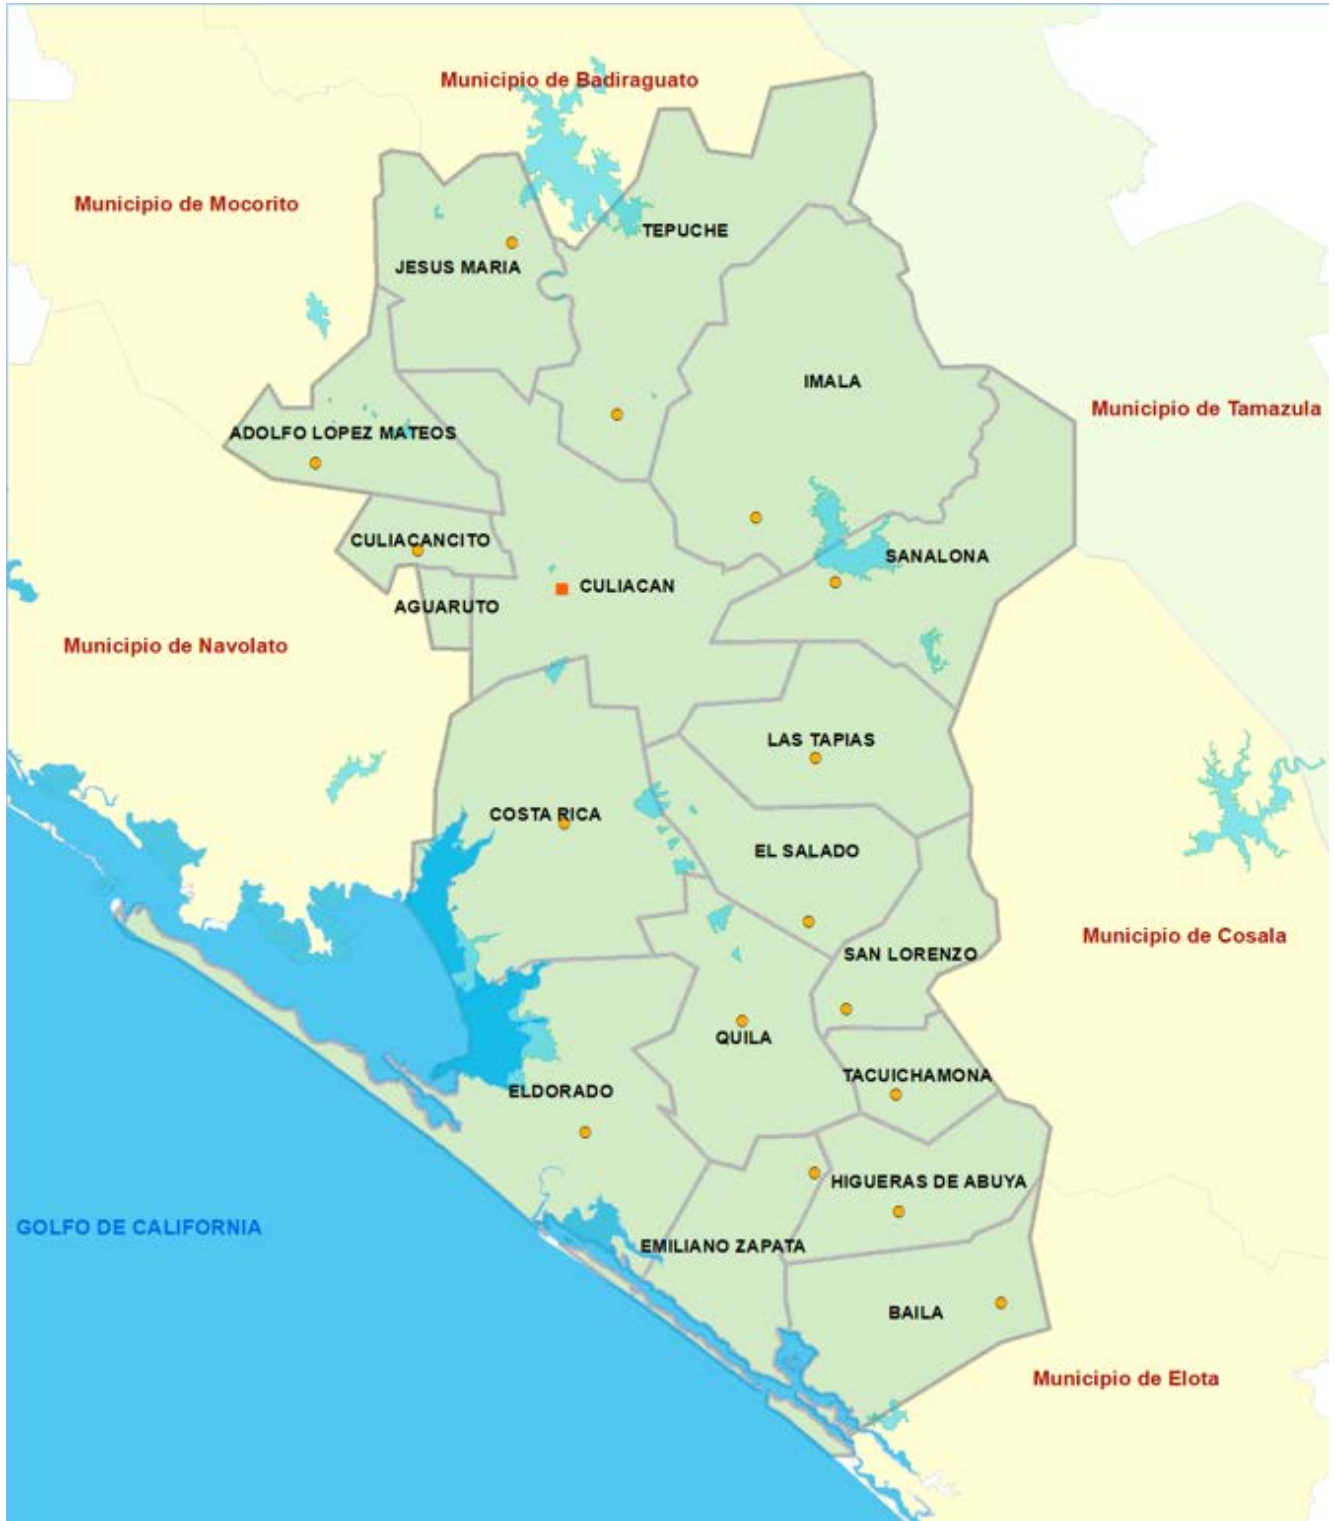 Municipio de Badiraguato
Municipio de Mocorito
TEPUCHE
JESUS MARIA
IMALA
Municipio de Tamazula
ADOLFO LOPEZ MATEOS
CULIACANCITO
SANALONA
CULIACAN
AGUARUTO
Municipio de Navolato
LAS TAPIAS
COSTA RICA
EL SALADO
Municipio de Cosala
SAN LORENZO
QUILA
TACUICHAMONA
ELDORADO
HIGUERAS DE ABUYA
GOLFO DE CALIFORNIA
EMILIANO ZAPATA
BAILA
Municipio de Elota